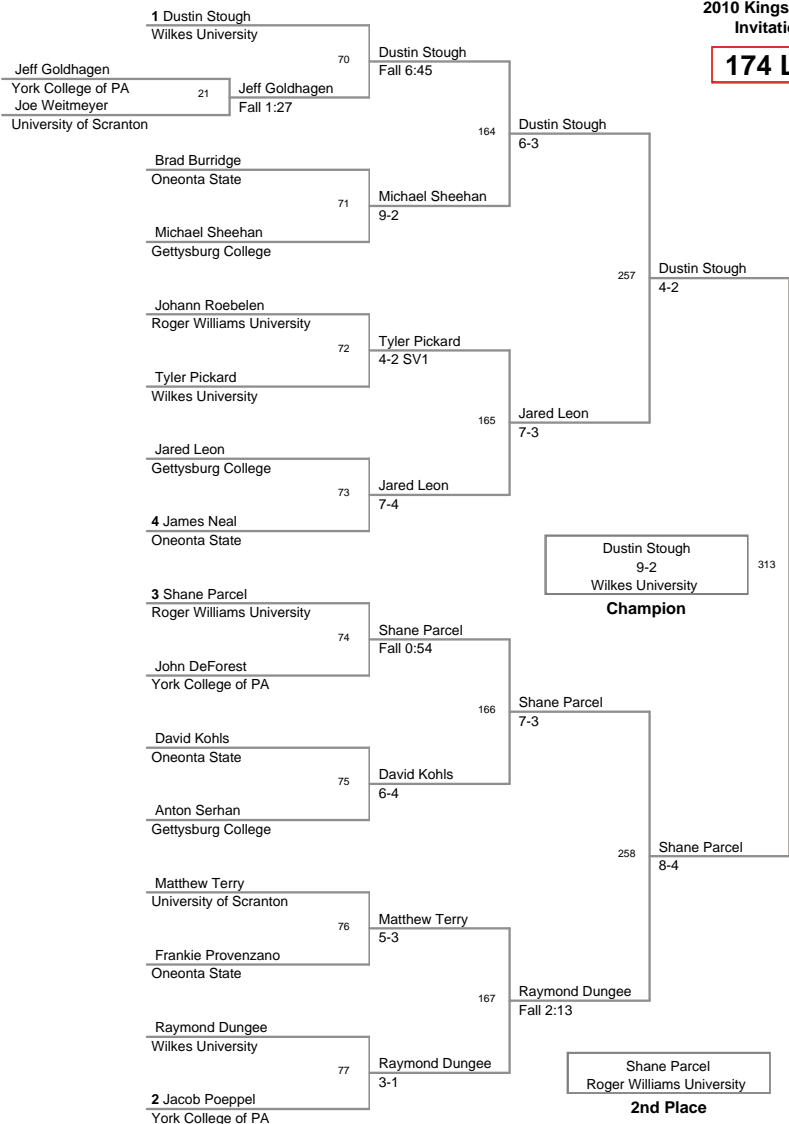 2010 Kings
Invitati
174 L
1 Dustin Stough
Wilkes University
70
Dustin Stough
Fall 6:45
Jeff Goldhagen
York College of PA
21
Joe Weitmeyer
University of Scranton
Jeff Goldhagen
Fall 1:27
164
Dustin Stough
6-3
Brad Burridge
Oneonta State
71
Michael Sheehan
9-2
Michael Sheehan
Gettysburg College
257
Dustin Stough
4-2
Johann Roebelen
Roger Williams University
72
Tyler Pickard
4-2 SV1
Tyler Pickard
Wilkes University
165
Jared Leon
7-3
Jared Leon
Gettysburg College
73
Jared Leon
7-4
4 James Neal
Oneonta State
Dustin Stough
9-2
Wilkes University
313
Champion
3 Shane Parcel
Roger Williams University
74
Shane Parcel
Fall 0:54
John DeForest
York College of PA
166
Shane Parcel
7-3
David Kohls
Oneonta State
75
David Kohls
6-4
Anton Serhan
Gettysburg College
258
Shane Parcel
8-4
Matthew Terry
University of Scranton
76
Matthew Terry
5-3
Frankie Provenzano
Oneonta State
167
Raymond Dungee
Fall 2:13
Raymond Dungee
Wilkes University
77
Raymond Dungee
3-1
2 Jacob Poeppel
York College of PA
Shane Parcel
Roger Williams University
2nd Place